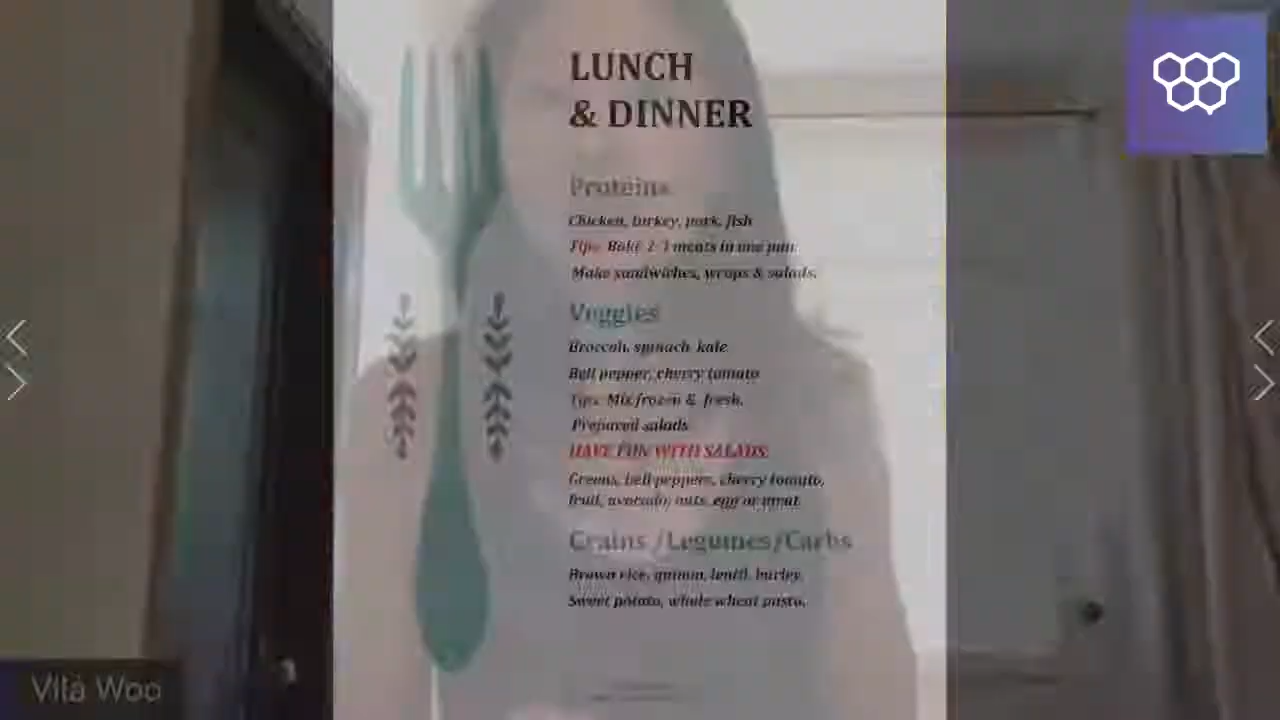 LUNCH
& DINNER
Proteins
Chicken, turkey, pork, fish
Tips: Bake 2-3 meats in one pan
Make sandwiches, wraps & salads.
Veggies
Broccoli, spinach, kale
Bell pepper, cherry tomato
Tips: Mix frozen & fresh.
Prepared salads
HAVE FUN WITH SALADS
Greens, bell peppers, cherry tomato,
fruit, avocado, nuts, egg or meat.
Grains /Legumes/Carbs
Brown rice, quinoa, lentil, barley.
Sweet potato, whole wheat pasta.
Vita Woo